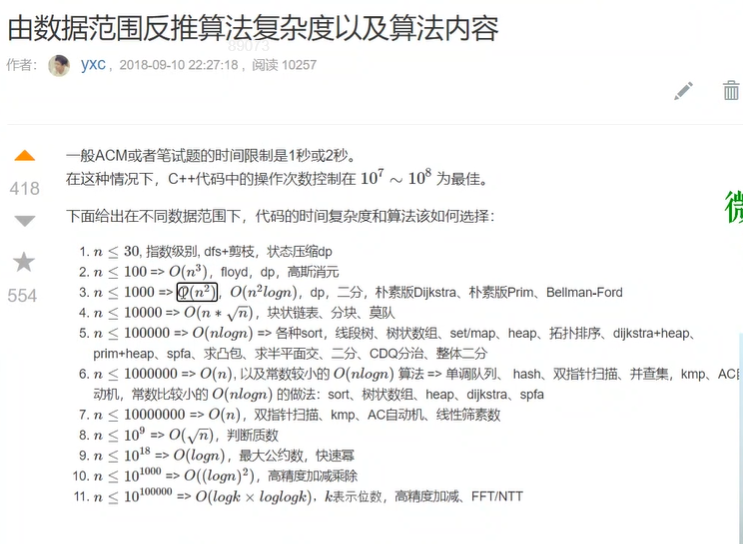 由数据范围反推算法复杂度以及算法内容
89073
作者： yxc , 2018-09-10 22:27:18 , 阅读 10257
一般ACM或者笔试题的时间限制是1秒或2秒。
418
在这种情况下，C++代码中的操作次数控制在 10^7 ∼ 10^8 为最佳。
微
下面给出在不同数据范围下，代码的时间复杂度和算法该如何选择：
554
1. n ≤ 30, 指数级别, dfs+剪枝，状态压缩dp
2. n ≤ 100 => O(n^3)，floyd，dp，高斯消元
3. n ≤ 1000 => O(n^2)，O(n^2logn)，dp，二分，朴素版Dijkstra、朴素版Prim、Bellman-Ford
4. n ≤ 10000 => O(n * √n)，块状链表、分块、莫队
5. n ≤ 100000 => O(nlogn) => 各种sort，线段树、树状数组、set/map、heap、拓扑排序、dijkstra+heap、
prim+heap、spfa、求凸包、求半平面交、二分、CDQ分治、整体二分
6. n ≤ 1000000 => O(n), 以及常数较小的 O(nlogn) 算法 => 单调队列、 hash、双指针扫描、并查集，kmp、AC自
动机，常数比较小的 O(nlogn) 的做法：sort、树状数组、heap、dijkstra、spfa
7. n ≤ 10000000 => O(n)，双指针扫描、kmp、AC自动机、线性筛素数
8. n ≤ 10^9 => O(√n)，判断质数
9. n ≤ 10^18 => O(logn)，最大公约数，快速幂
10. n ≤ 10^1000 => O((logn)^2)，高精度加减乘除
11. n ≤ 10^100000 => O(logk × loglogk)，k表示位数，高精度加减、FFT/NTT